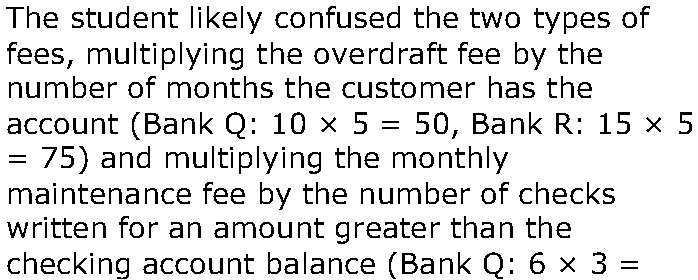 The student likely confused the two types of
fees, multiplying the overdraft fee by the
number of months the customer has the
account (Bank Q: 10 × 5 = 50, Bank R: 15 × 5
= 75) and multiplying the monthly
maintenance fee by the number of checks
written for an amount greater than the
checking account balance (Bank Q: 6 × 3 =